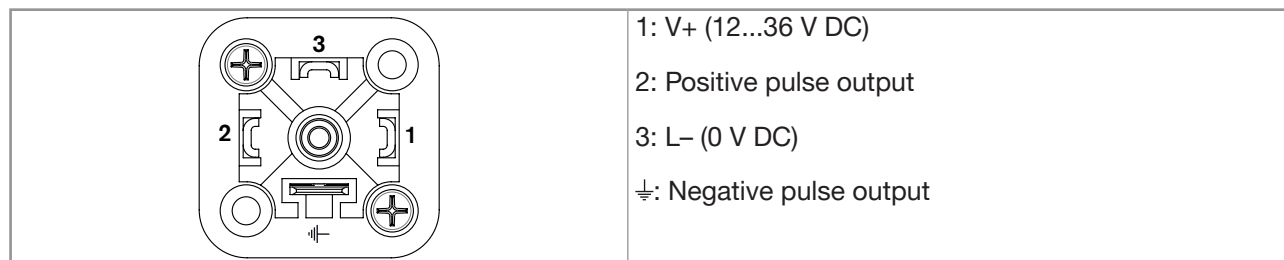 3
2
1
1: V+ (12...36 V DC)
2: Positive pulse output
3: L– (0 V DC)
⏚: Negative pulse output